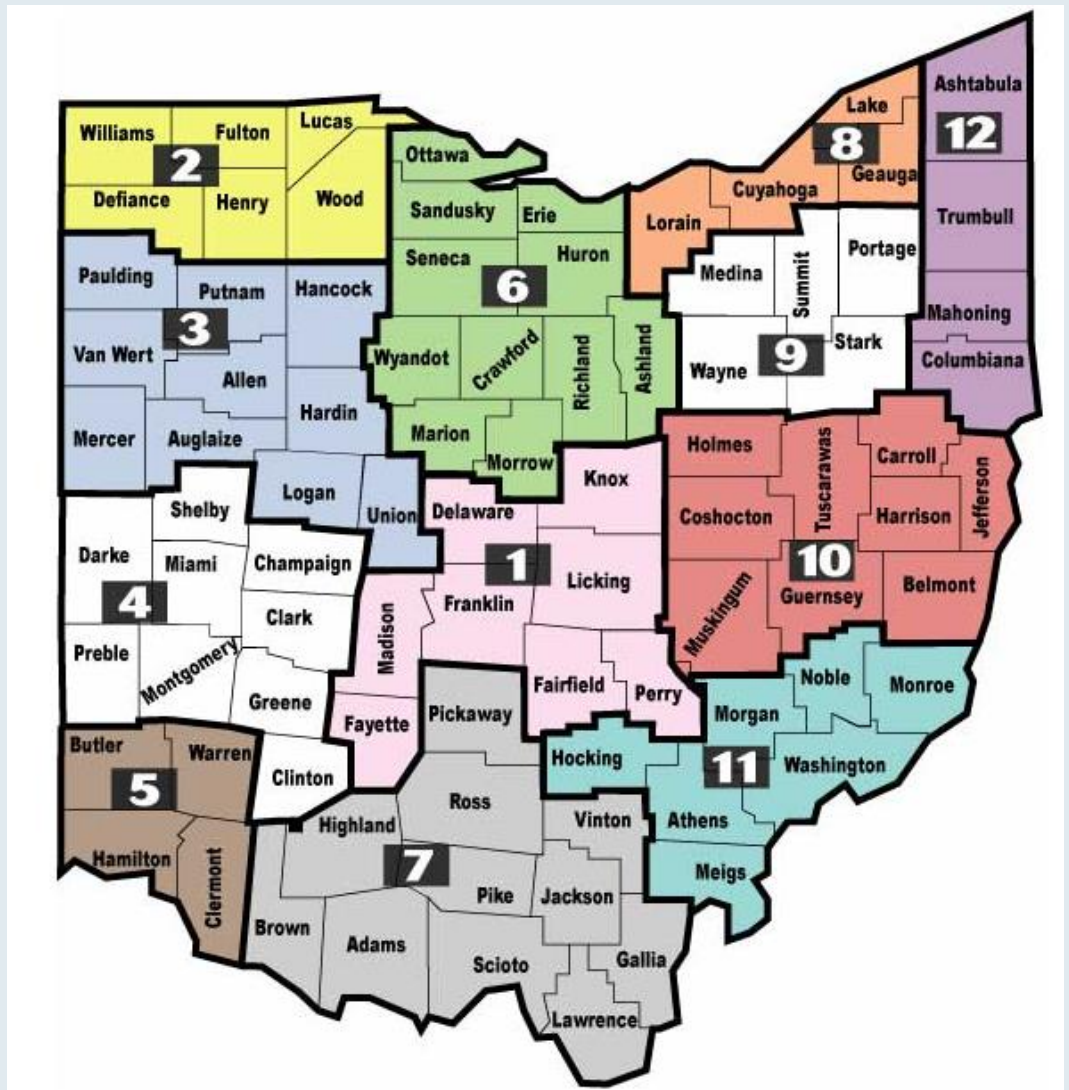 Ashtabula
Lake
12
8
Geauga
Cuyahoga
Lorain
Trumbull
Portage
Summit
Medina
Mahoning
Stark
9
Wayne
Columbiana
Williams
Fulton
Lucas
2
Defiance
Henry
Wood
Ottawa
Sandusky
Erie
Seneca
Huron
6
Wyandot
Crawford
Richland
Ashland
Marion
Morrow
Paulding
Putnam
Hancock
3
Van Wert
Allen
Mercer
Auglaize
Hardin
Logan
Union
Knox
Delaware
1
Licking
Franklin
Madison
Fairfield
Perry
Fayette
Holmes
Tuscarawas
Carroll
Jefferson
Coshocton
Harrison
10
Muskingum
Guernsey
Belmont
Shelby
Darke
Miami
Champaign
4
Clark
Preble
Montgomery
Greene
Clinton
Butler
Warren
5
Hamilton
Clermont
Pickaway
Ross
Highland
Vinton
7
Pike
Jackson
Brown
Adams
Scioto
Gallia
Lawrence
Noble
Monroe
Morgan
Hocking
11
Washington
Athens
Meigs